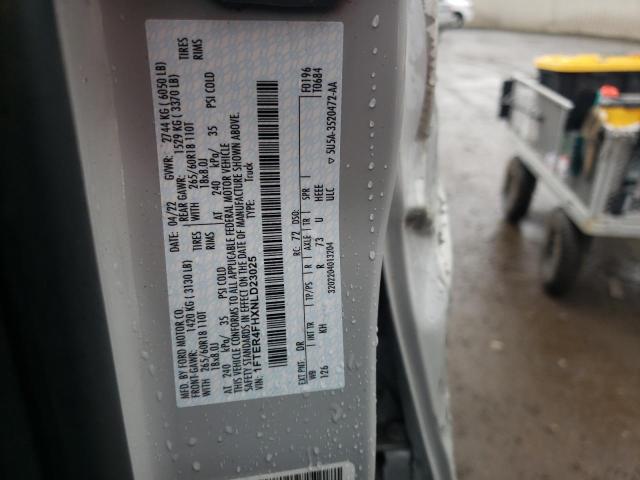 MFD. BY FORD MOTOR CO.
DATE: 04/22 GVWR: 2744 KG ( 6050 LB)
FRONT GAWR: 1420 KG ( 3130 LB) REAR GAWR: 1529 KG ( 3370 LB)
WITH 265/60R18 110T TIRES WITH 265/60R18 110T TIRES
18x8.0J RIMS 18x8.0J RIMS
AT 240 kPa/ 35 PSI COLD AT 240 kPa/ 35 PSI COLD
THIS VEHICLE CONFORMS TO ALL APPLICABLE FEDERAL MOTOR VEHICLE
SAFETY STANDARDS IN EFFECT ON THE DATE OF MANUFACTURE SHOWN ABOVE.
VIN: 1FTER4FHXNLD23025 TYPE: Truck
F0196
T0684
EXT PNT: DR RC: 72 DSO:
WB INT TR TP/PS R AXLE TR SPR
126 KH R 73 U HEEE
ULC
3202204013204 5U5A-3520472-AA